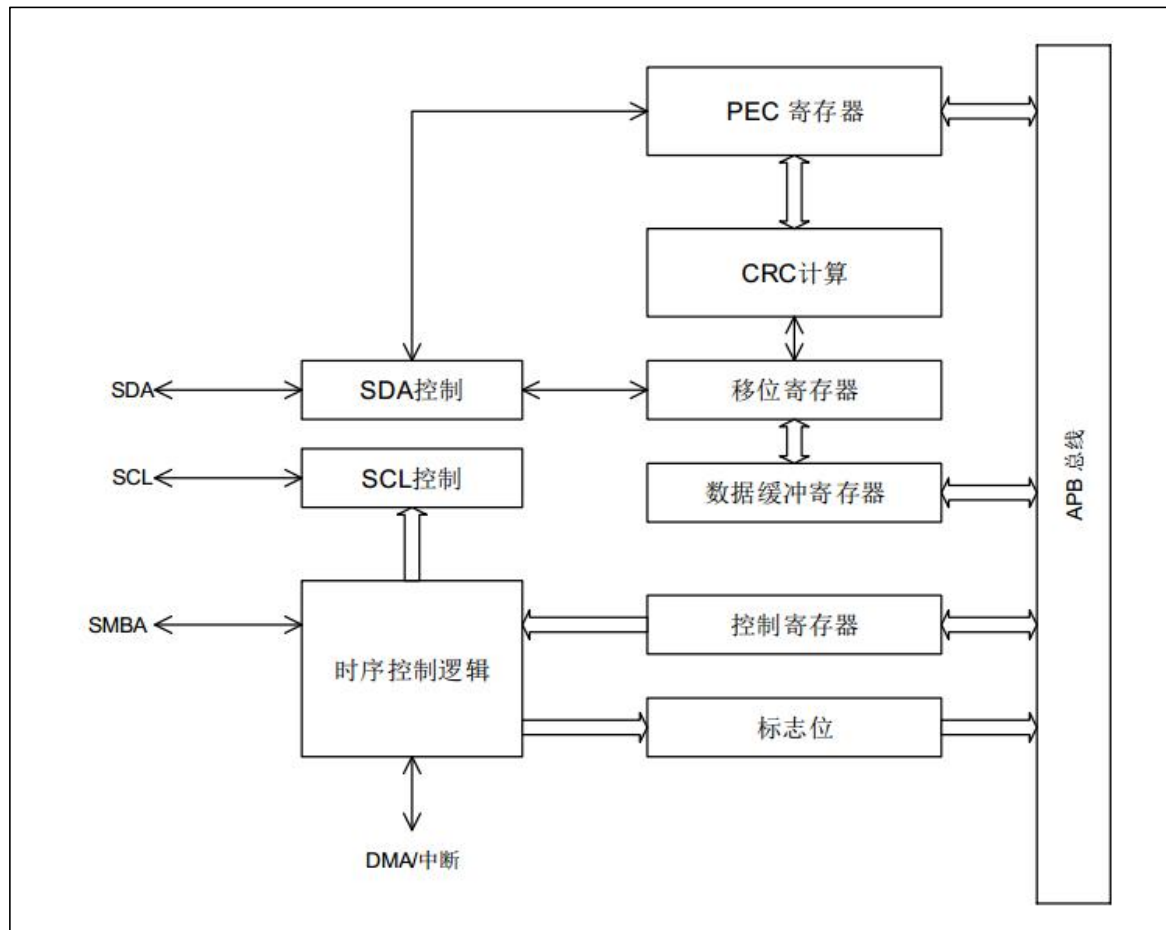 PEC 寄存器
CRC计算
SDA
SDA控制
移位寄存器
SCL
SCL控制
数据缓冲寄存器
APB 总线
SMBA
时序控制逻辑
控制寄存器
标志位
DMA/中断